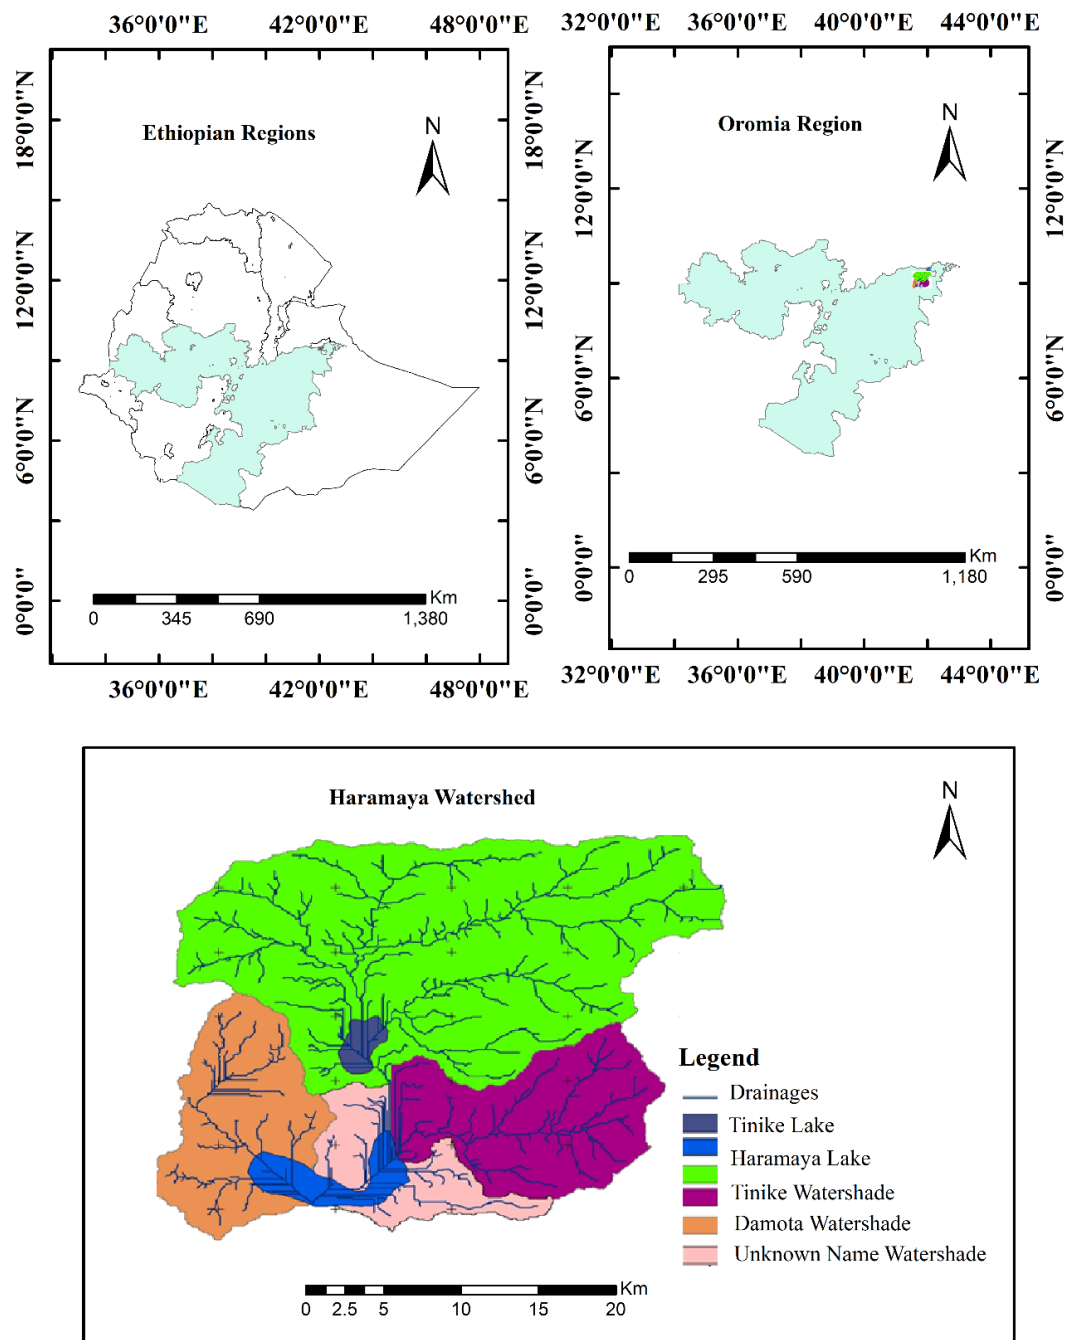 36°0'0"E 42°0'0"E 48°0'0"E
32°0'0"E 36°0'0"E 40°0'0"E 44°0'0"E
18°0'0"N
12°0'0"N
6°0'0"N
0°0'0"
Ethiopian Regions
N
18°0'0"N
12°0'0"N
6°0'0"N
0°0'0"
Km
0 345 690 1,380
36°0'0"E 42°0'0"E 48°0'0"E
12°0'0"N
6°0'0"N
0°0'0"
Oromia Region
N
12°0'0"N
6°0'0"N
0°0'0"
Km
0 295 590 1,180
32°0'0"E 36°0'0"E 40°0'0"E 44°0'0"E
Haramaya Watershed
N
Legend
Drainages
Tinike Lake
Haramaya Lake
Tinike Watershade
Damota Watershade
Unknown Name Watershade
Km
0 2.5 5 10 15 20